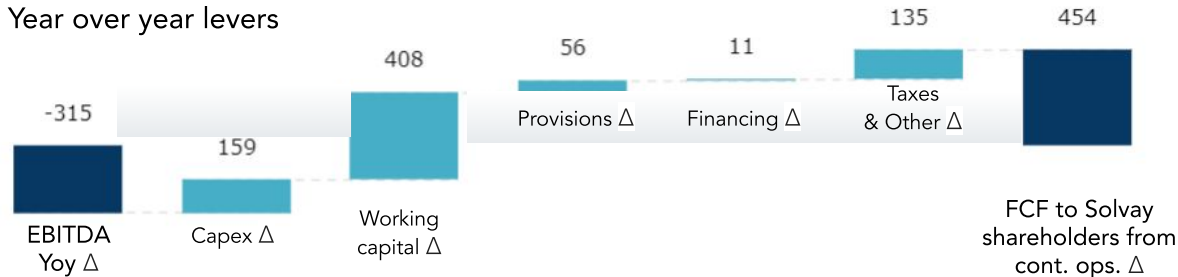 Year over year levers
-315
159
408
56
11
135
454
EBITDA
Yoy Δ
Capex Δ
Working
capital Δ
Provisions Δ
Financing Δ
Taxes
& Other Δ
FCF to Solvay
shareholders from
cont. ops. Δ